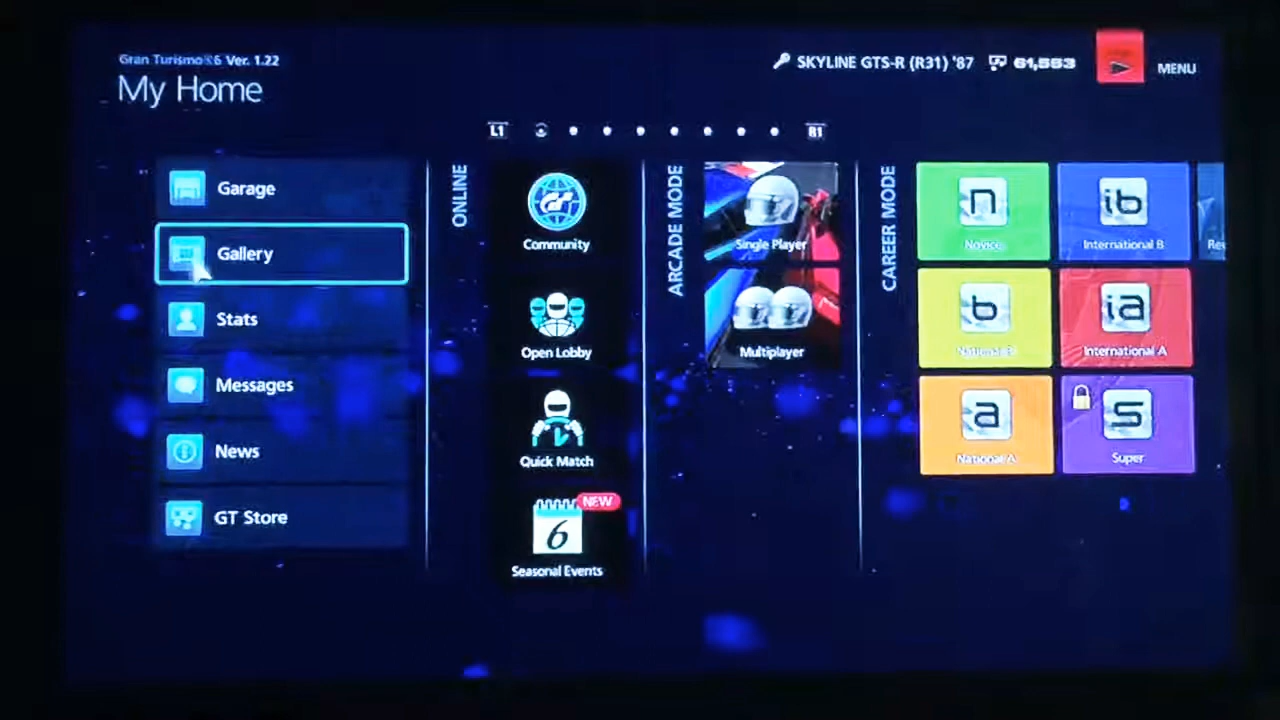 Gran Turismo®6 Ver. 1.22
My Home
SKYLINE GTS-R (R31) '87
61,553
MENU
L1
R1
Garage
Gallery
Stats
Messages
News
GT Store
ONLINE
Community
Open Lobby
Quick Match
NEW
6
Seasonal Events
ARCADE MODE
Single Player
Multiplayer
CAREER MODE
n
Novice
ib
International B
b
National B
ia
International A
a
National A
S
Super